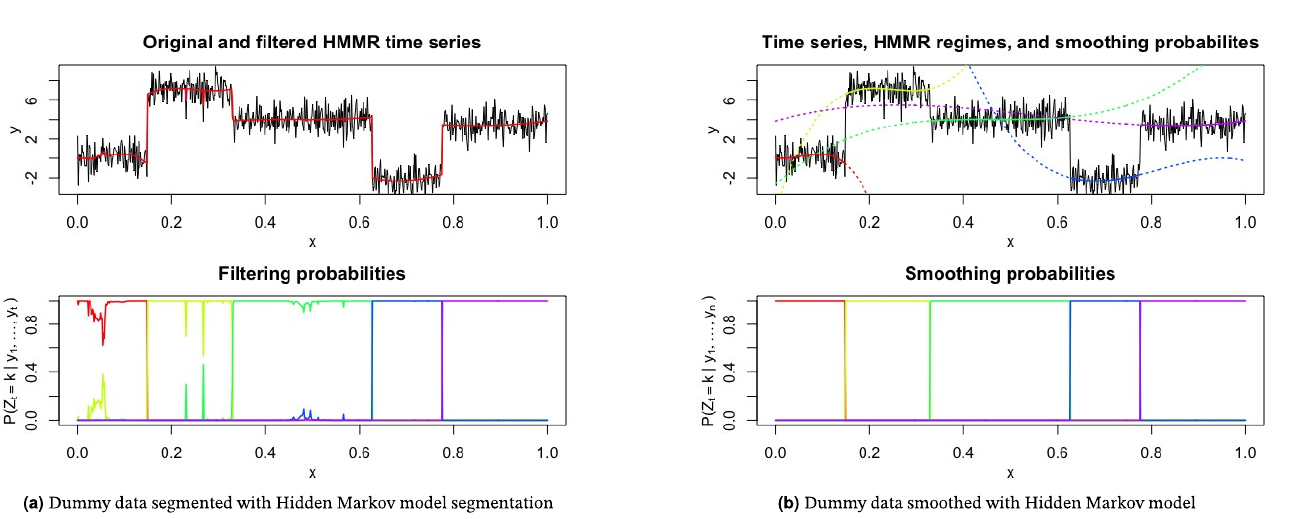 Original and filtered HMMR time series
y
6
2
-2
0.0 0.2 0.4 0.6 0.8 1.0
x
Filtering probabilities
P(Zt = k | y1, ..., yt)
0.8
0.4
0.0
0.0 0.2 0.4 0.6 0.8 1.0
x
(a) Dummy data segmented with Hidden Markov model segmentation
Time series, HMMR regimes, and smoothing probabilites
y
6
2
-2
0.0 0.2 0.4 0.6 0.8 1.0
x
Smoothing probabilities
P(Zt = k | y1, ..., yn)
0.8
0.4
0.0
0.0 0.2 0.4 0.6 0.8 1.0
x
(b) Dummy data smoothed with Hidden Markov model